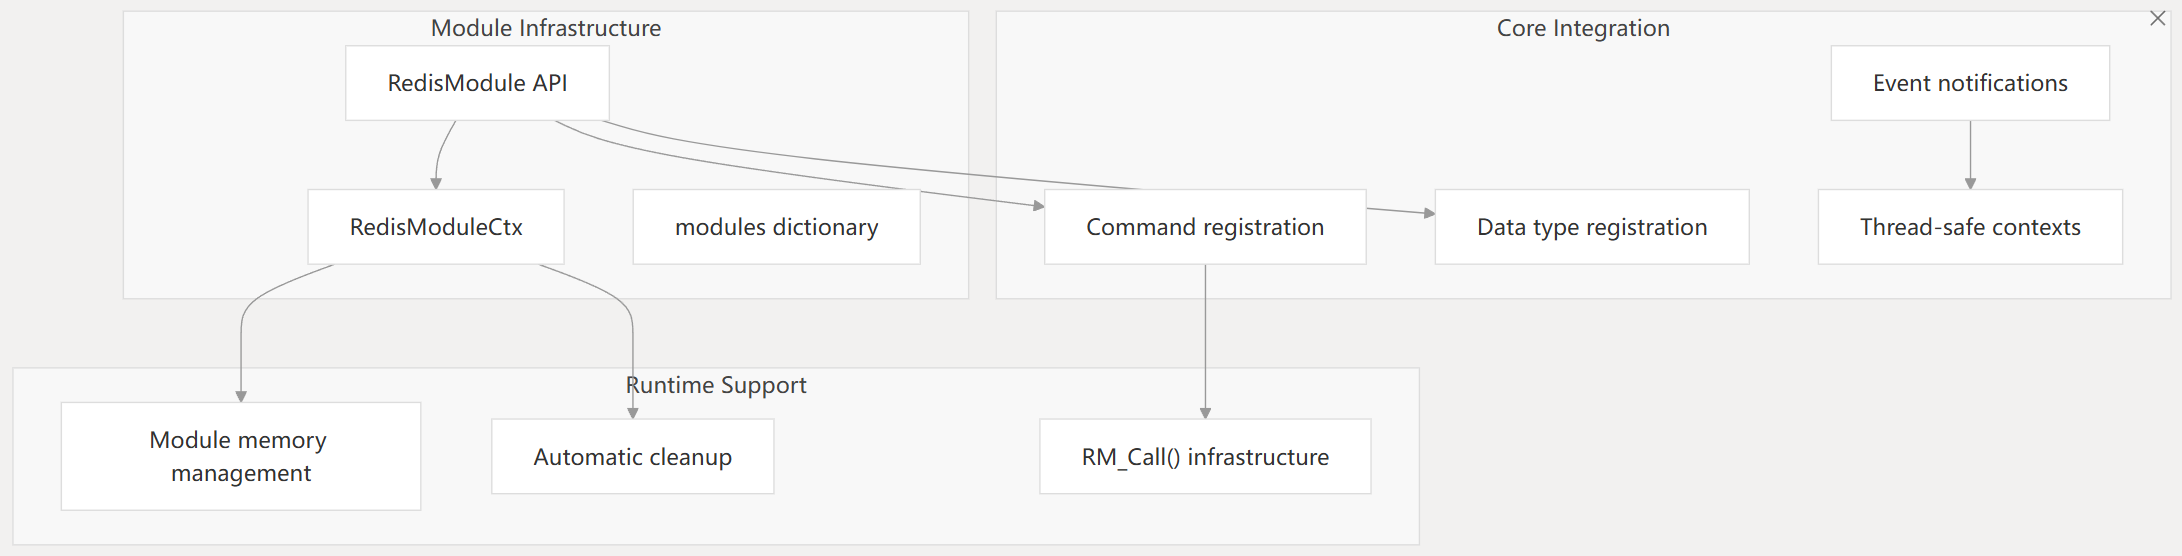 Module Infrastructure
RedisModule API
RedisModuleCtx
modules dictionary
Core Integration
Event notifications
Command registration
Data type registration
Thread-safe contexts
Runtime Support
Module memory
management
Automatic cleanup
RM_Call() infrastructure